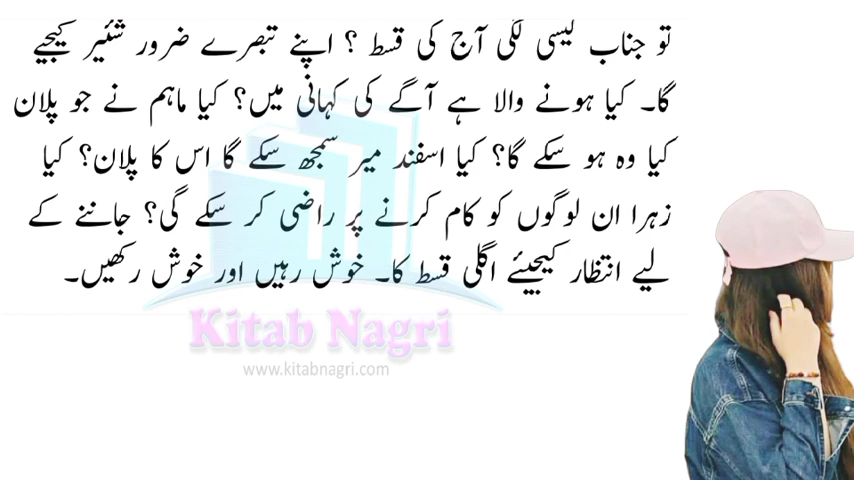 تو جناب کیسی لگی آج کی قسط ؟ اپنے تبصرے ضرور شئیر کیجیے
گا۔ کیا ہونے والا ہے آگے کی کہانی میں؟ کیا ماہم نے جو پلان
کیا وہ ہو سکے گا؟ کیا اسفند میر سمجھ سکے گا اس کا پلان؟ کیا
زہرا ان لوگوں کو کام کرنے پر راضی کر سکے گی؟ جاننے کے
لیے انتظار کیجیئے اگلی قسط کا۔ خوش رہیں اور خوش رکھیں۔
Kitab Nagri
www.kitabnagri.com